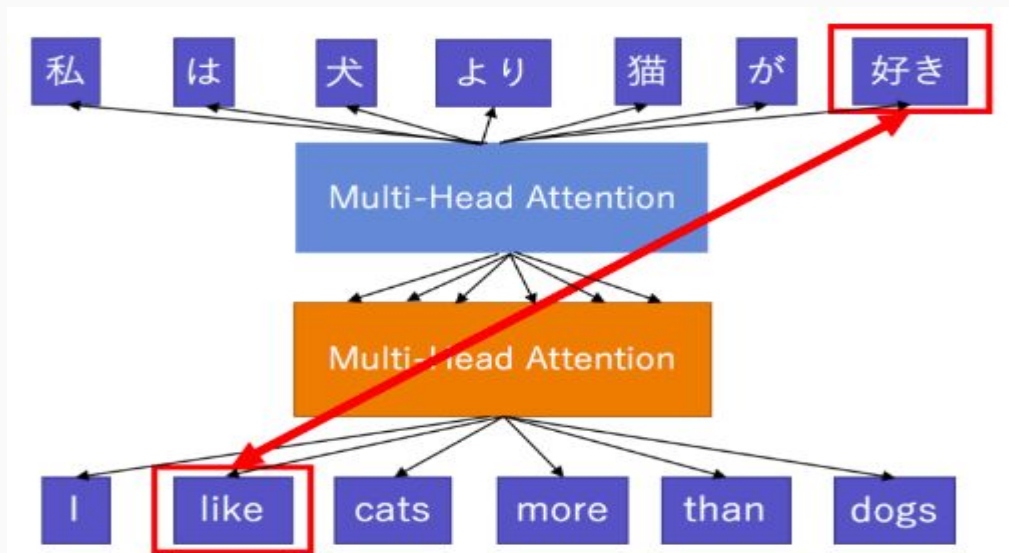 私 は 犬 より 猫 が 好き
Multi-Head Attention
Multi-Head Attention
I like cats more than dogs